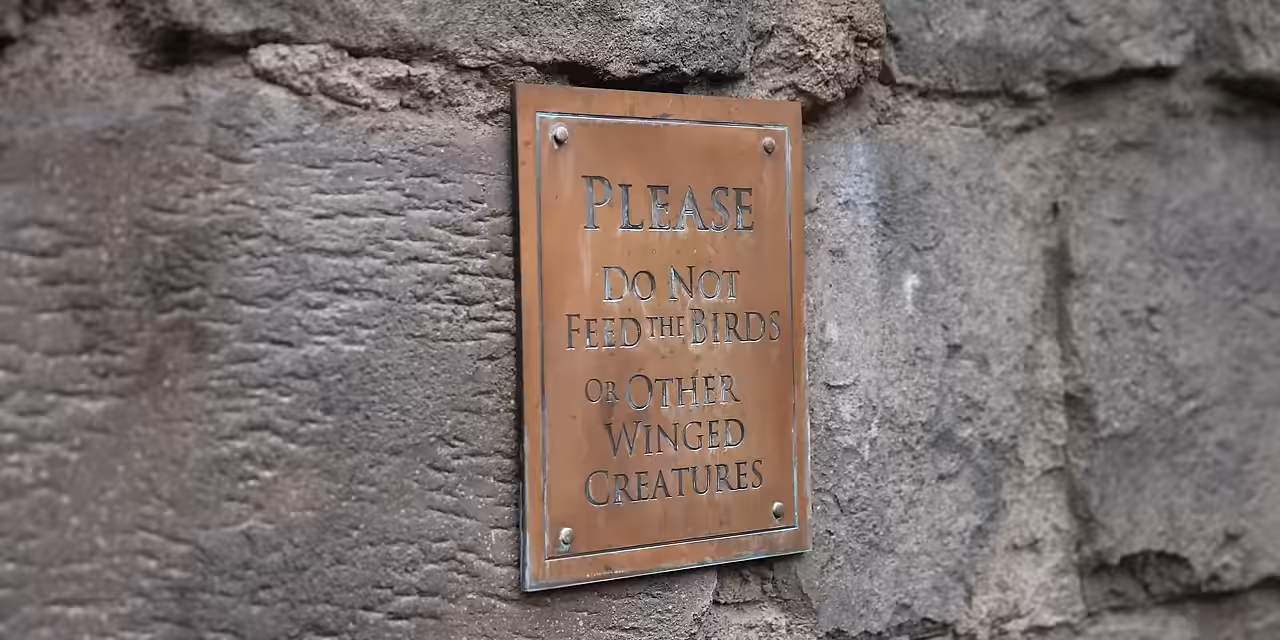 PLEASE
DO NOT
FEED THE BIRDS
OR OTHER
WINGED
CREATURES